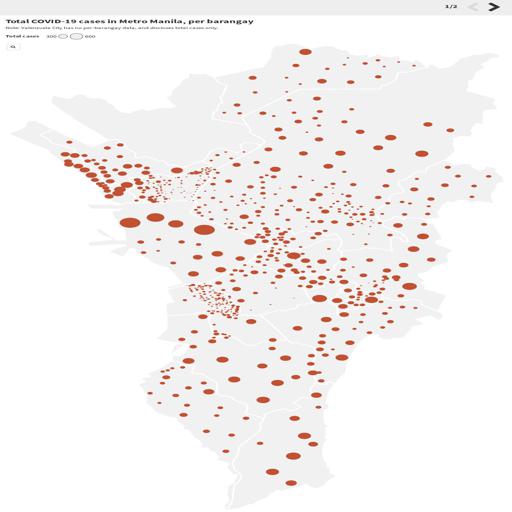 1/2
Total COVID-19 cases in Metro Manila, per barangay
Note: Valenzuela City has no per-barangay data, and discloses total cases only.
Total cases 300 600